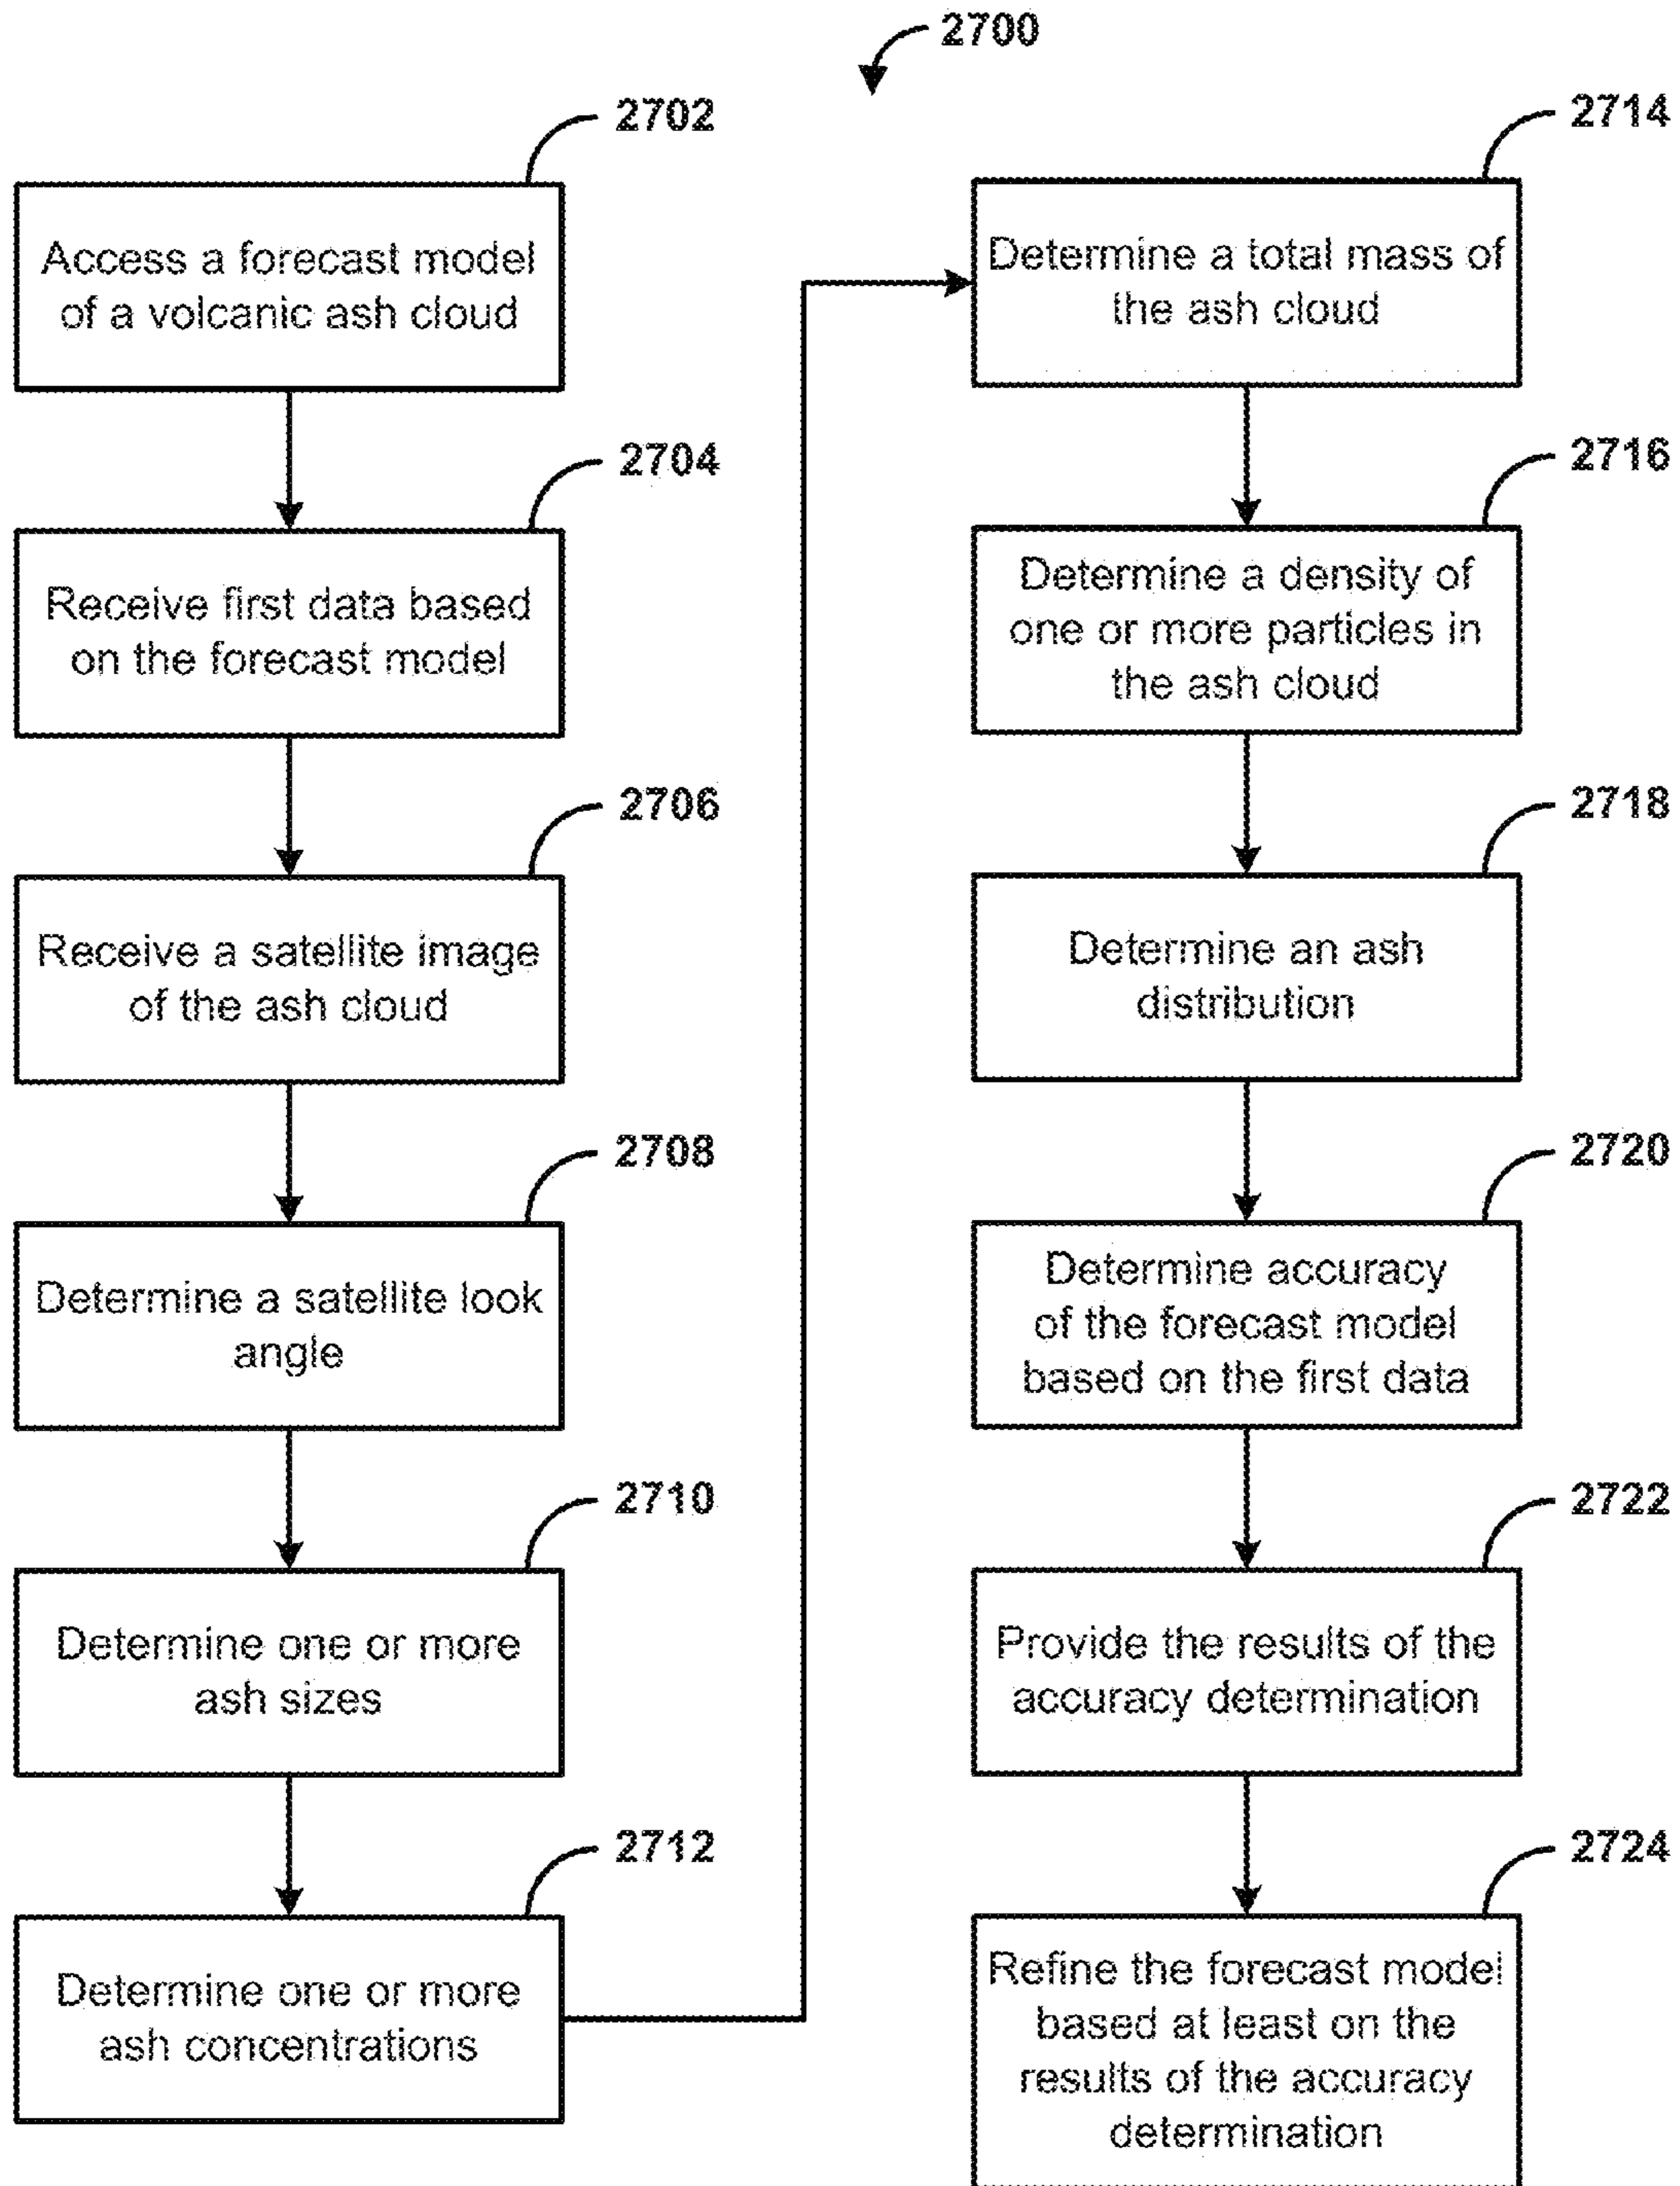 2700
2702
Access a forecast model
of a volcanic ash cloud
2704
Receive first data based
on the forecast model
2706
Receive a satellite image
of the ash cloud
2708
Determine a satellite look
angle
2710
Determine one or more
ash sizes
2712
Determine one or more
ash concentrations
2714
Determine a total mass of
the ash cloud
2716
Determine a density of
one or more particles in
the ash cloud
2718
Determine an ash
distribution
2720
Determine accuracy
of the forecast model
based on the first data
2722
Provide the results of the
accuracy determination
2724
Refine the forecast model
based at least on the
results of the accuracy
determination